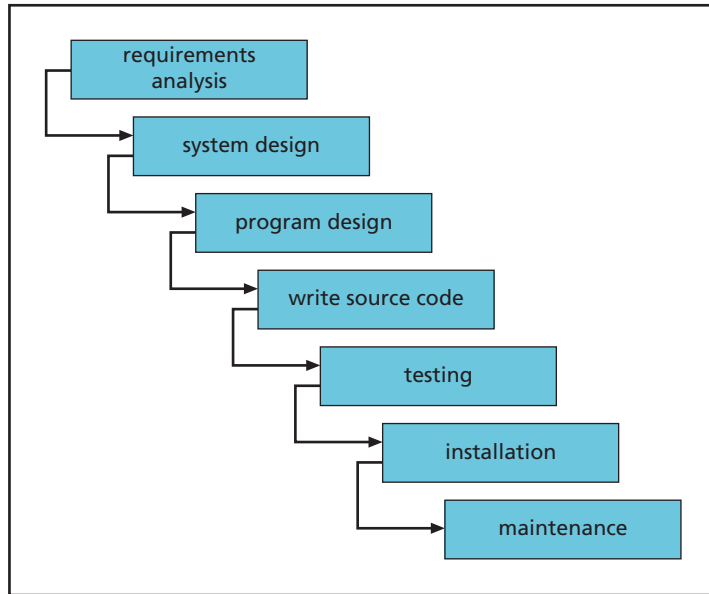 requirements
analysis
system design
program design
write source code
testing
installation
maintenance